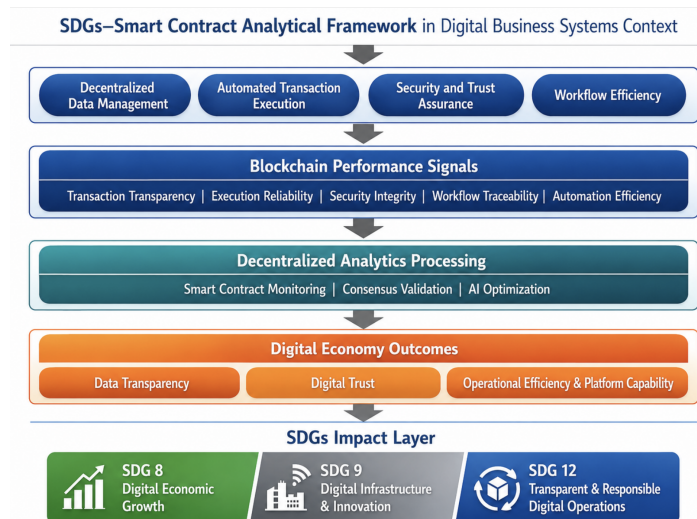 SDGs—Smart Contract Analytical Framework in Digital Business Systems Context
Decentralized
Data Management
Automated Transaction
Execution
Security and Trust
Assurance
Workflow Efficiency
Blockchain Performance Signals
Transaction Transparency | Execution Reliability | Security Integrity | Workflow Traceability | Automation Efficiency
Decentralized Analytics Processing
Smart Contract Monitoring | Consensus Validation | AI Optimization
Digital Economy Outcomes
Data Transparency
Digital Trust
Operational Efficiency & Platform Capability
SDGs Impact Layer
SDG 8
Digital Economic
Growth
SDG 9
Digital Infrastructure
& Innovation
SDG 12
Transparent & Responsible
Digital Operations